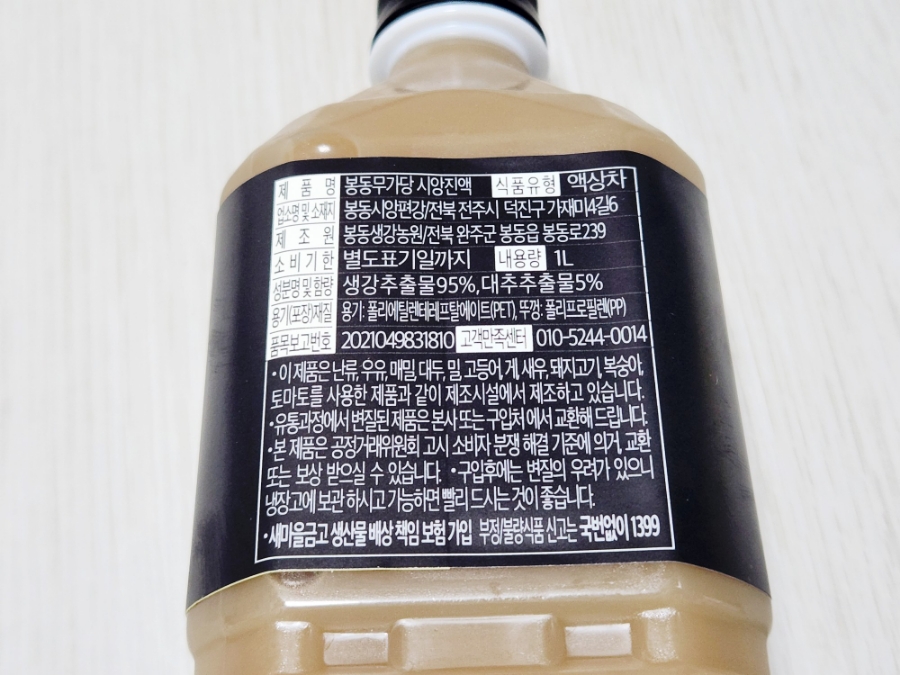 제품명 봉동무가당 시앙진액 식품유형 액상차
업소명 및 소재지 봉동시앙편강/전북 전주시 덕진구 가재미4길6
제조원 봉동생강농원/전북 완주군 봉동읍 봉동로239
소비기한 별도표기일까지 내용량 1L
성분명 및 함량 생강추출물95%,대추추출물5%
용기(포장)재질 용기: 폴리에틸렌테레프탈에이트(PET), 뚜껑: 폴리프로필렌(PP)
품목보고번호 2021049831810 고객만족센터 010-5244-0014
• 이 제품은 난류, 우유, 메밀, 대두, 밀, 고등어, 게, 새우, 돼지고기, 복숭아,
토마토를 사용한 제품과 같이 제조시설에서 제조하고 있습니다.
•유통과정에서 변질된 제품은 본사 또는 구입처에서 교환해 드립니다.
•본 제품은 공정거래위원회 고시 소비자 분쟁 해결 기준에 의거, 교환
또는 보상 받으실 수 있습니다. •구입후에는 변질의 우려가 있으니
냉장고에 보관 하시고 가능하면 빨리 드시는 것이 좋습니다.
•새마을금고 생산물 배상 책임 보험 가입 부정/불량식품 신고는 국번없이 1399